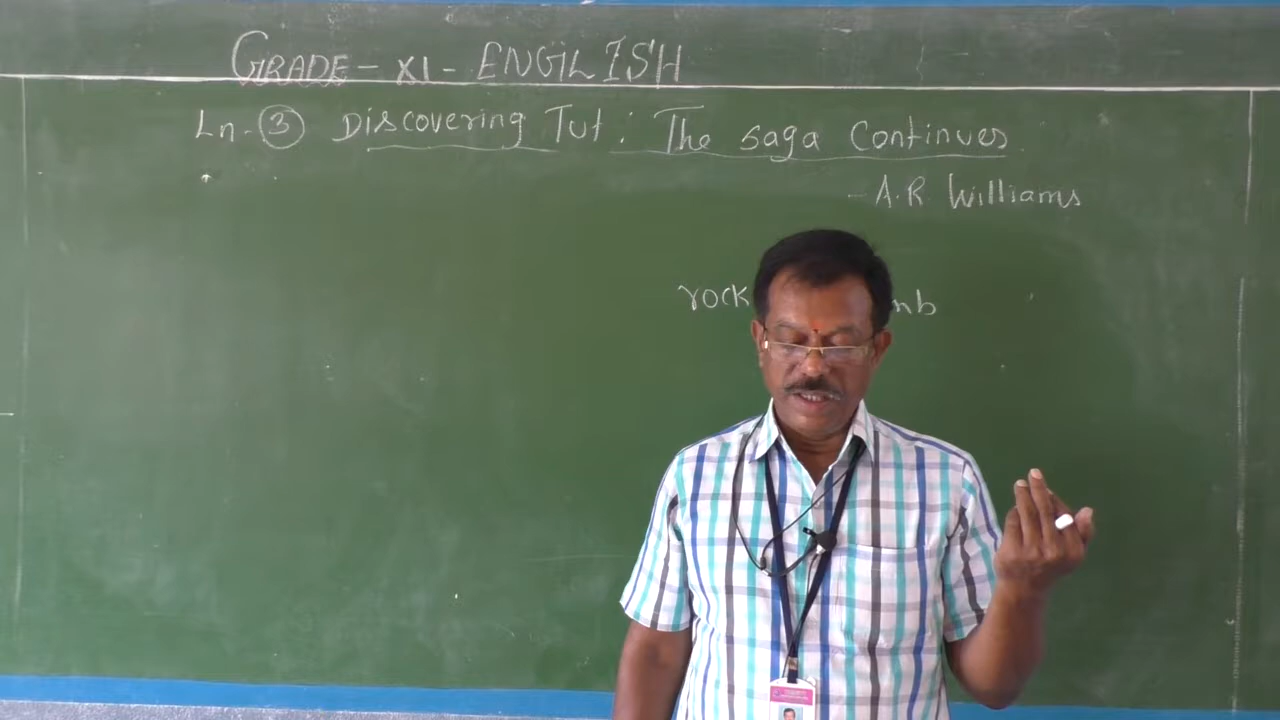 GRADE - XI - ENGLISH
Ln. 3 Discovering Tut : The saga Continues
- A.R Williams
rock